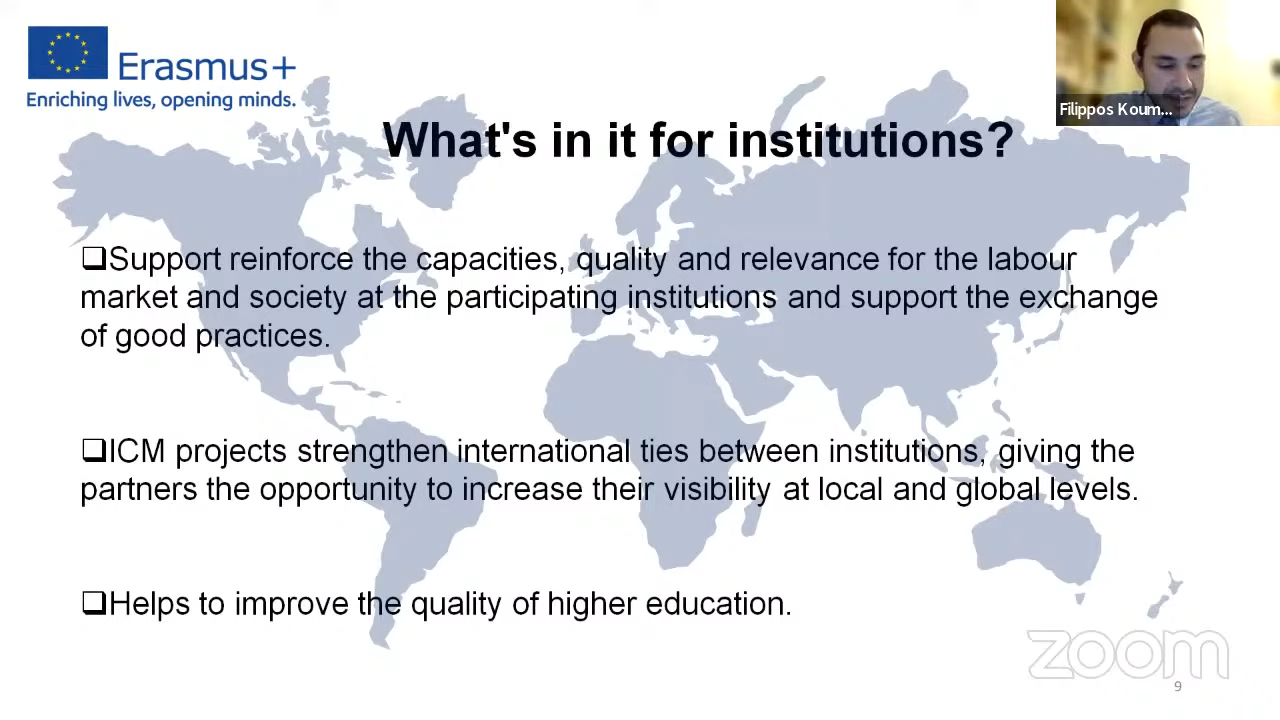 Erasmus+
Enriching lives, opening minds.
Filippos Koum...
What's in it for institutions?
❑Support reinforce the capacities, quality and relevance for the labour
market and society at the participating institutions and support the exchange
of good practices.
❑ICM projects strengthen international ties between institutions, giving the
partners the opportunity to increase their visibility at local and global levels.
❑Helps to improve the quality of higher education.
zoom
9